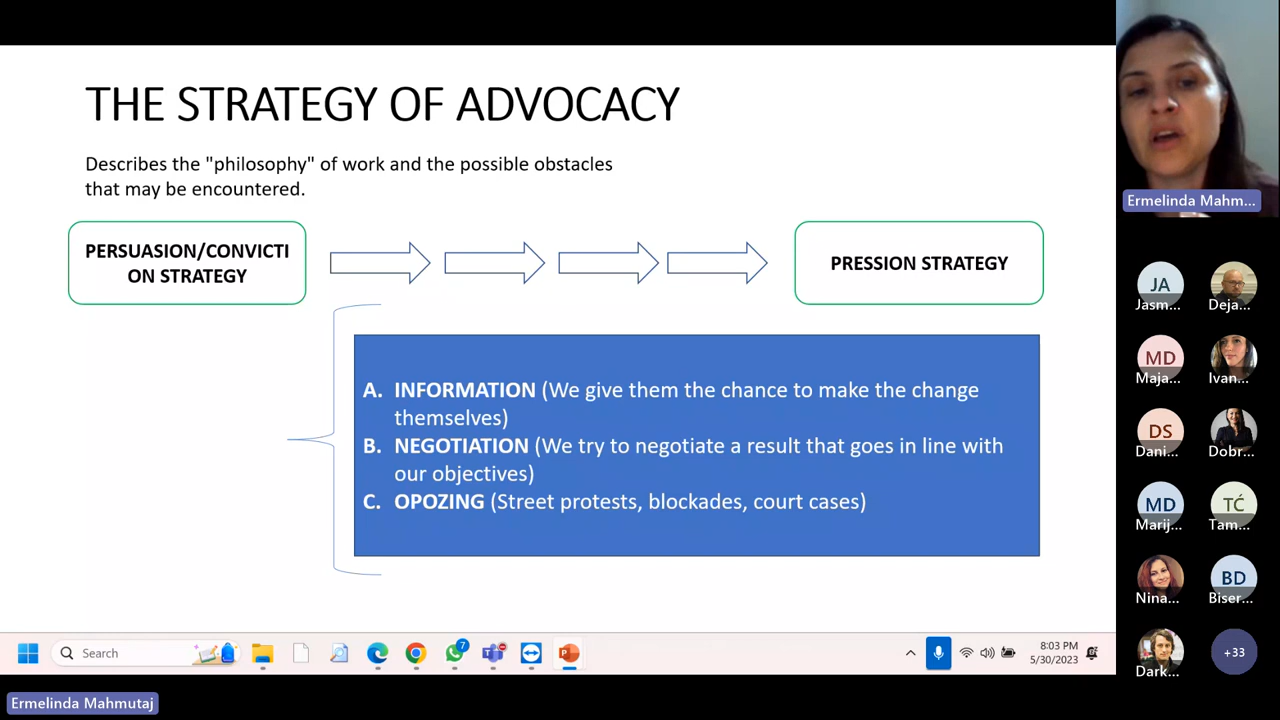 THE STRATEGY OF ADVOCACY
Describes the "philosophy" of work and the possible obstacles
that may be encountered.
PERSUASION/CONVICTI
ON STRATEGY
PRESSION STRATEGY
A. INFORMATION (We give them the chance to make the change
themselves)
B. NEGOTIATION (We try to negotiate a result that goes in line with
our objectives)
C. OPOZING (Street protests, blockades, court cases)
Ermelinda Mahm...
JA
Jasm...
Deja...
MD
Maja...
Ivan...
DS
Dani...
Dobr...
MD
Marij...
TĆ
Tam...
Nina...
BD
Biser...
Dark...
+33
Search
7
8:03 PM
5/30/2023
Ermelinda Mahmutaj